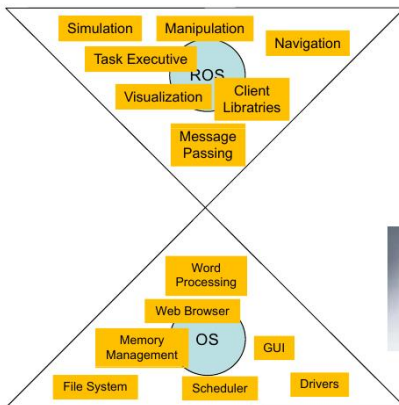 Simulation
Manipulation
Navigation
Task Executive
ROS
Visualization
Client
Libtraries
Message
Passing
Word
Processing
Web Browser
OS
Memory
Management
GUI
File System
Scheduler
Drivers